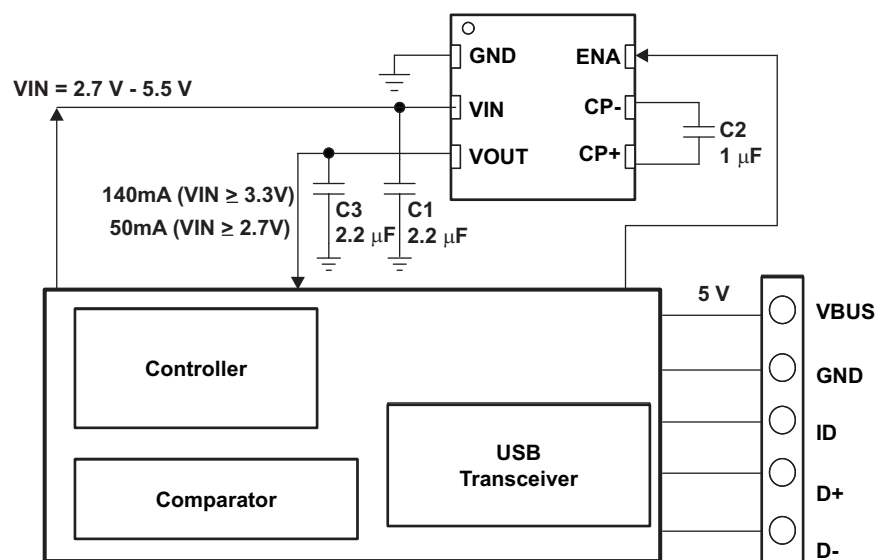 GND
ENA
VIN = 2.7 V - 5.5 V
VIN
CP-
C2
1 μF
VOUT
CP+
140mA (VIN ≥ 3.3V)
50mA (VIN ≥ 2.7V)
C3
2.2 μF
C1
2.2 μF
5 V
VBUS
Controller
GND
ID
USB
Transceiver
Comparator
D+
D-